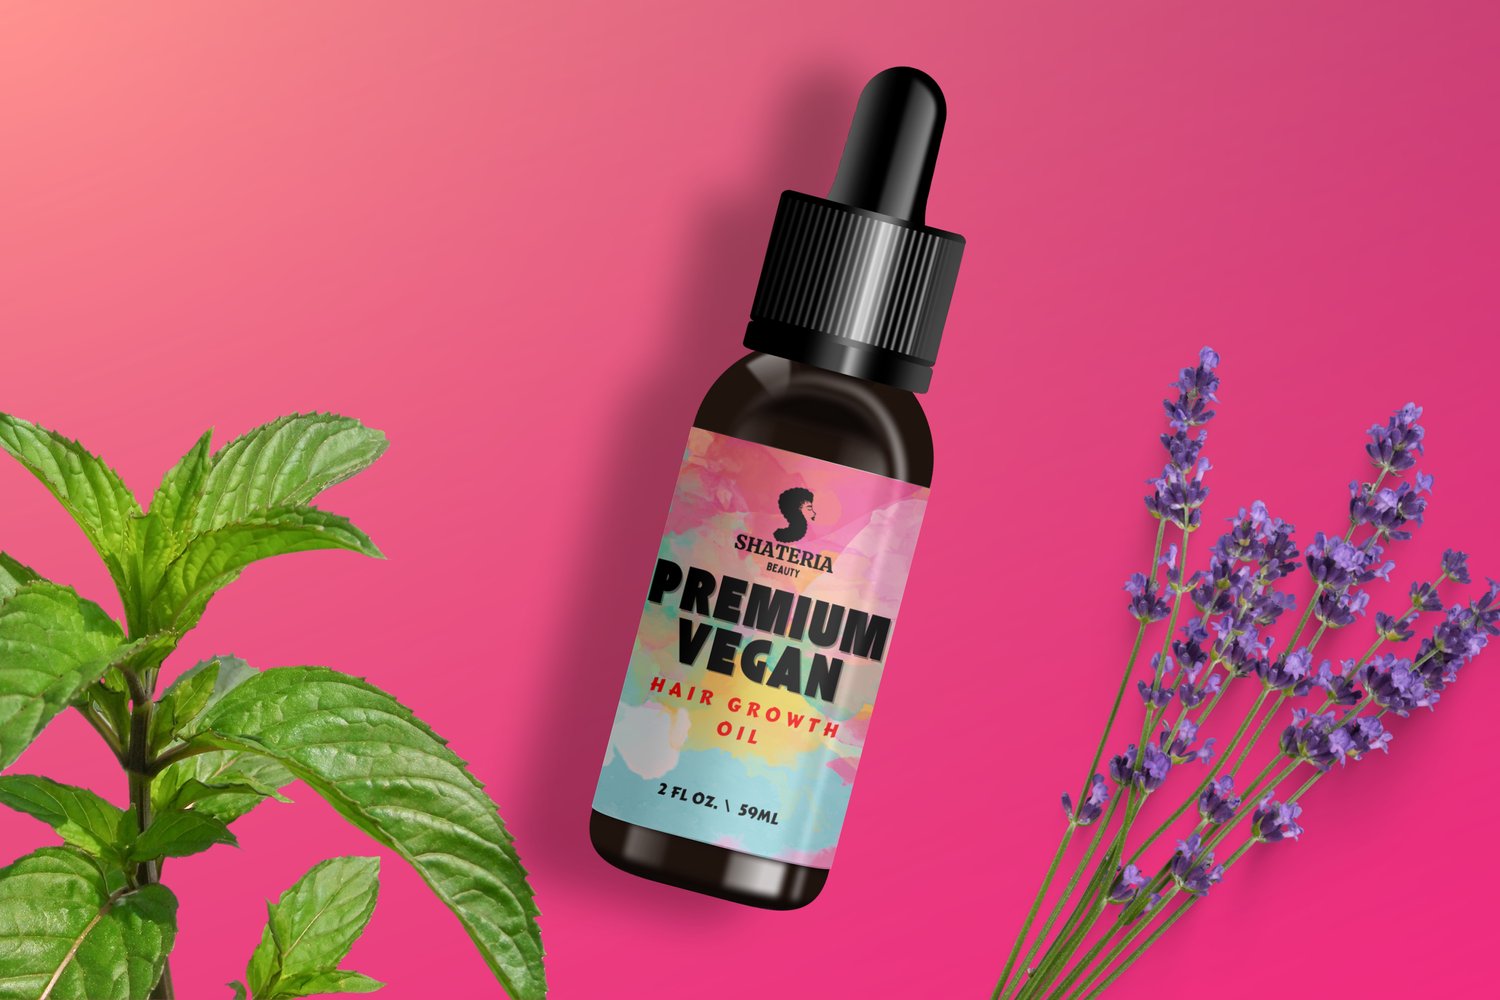 SHATERIA
BEAUTY
PREMIUM
VEGAN
HAIR GROWTH
OIL
2 FL OZ. \ 59ML